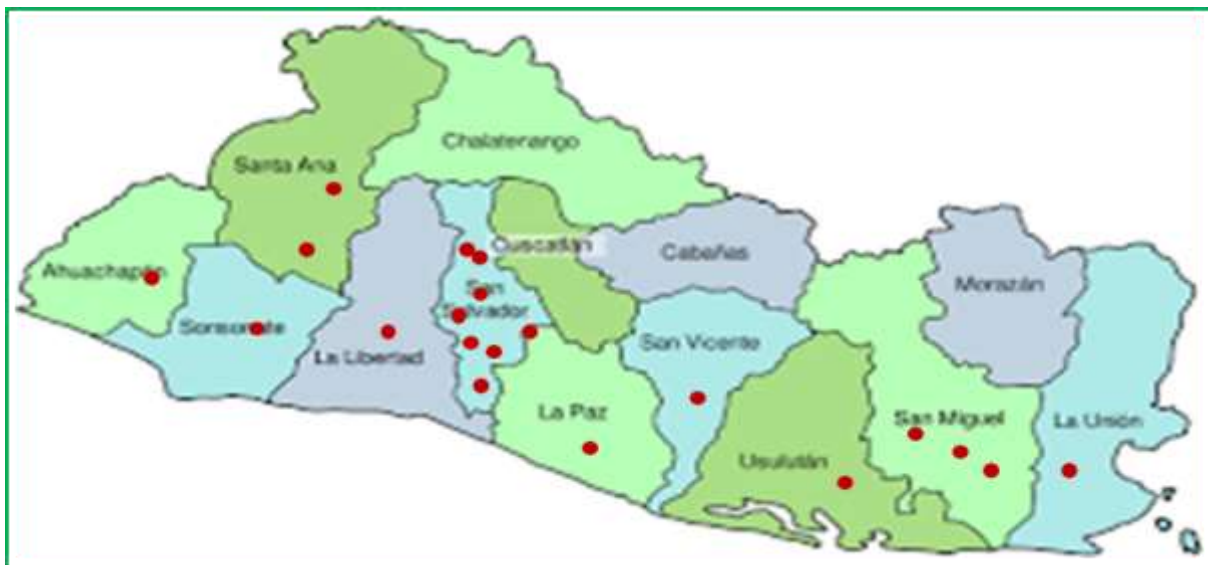 Chalatenango
Santa Ana
Cuscatlán
Cabañas
Ahuachapán
Morazán
San
Salvador
Sonsonate
La Libertad
San Vicente
La Paz
San Miguel
La Unión
Usulután